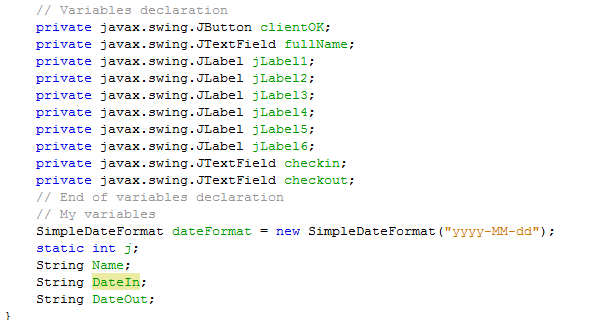 // Variables declaration
private javax.swing.JButton clientOK;
private javax.swing.JTextField fullName;
private javax.swing.JLabel jLabel1;
private javax.swing.JLabel jLabel2;
private javax.swing.JLabel jLabel3;
private javax.swing.JLabel jLabel4;
private javax.swing.JLabel jLabel5;
private javax.swing.JLabel jLabel6;
private javax.swing.JTextField checkin;
private javax.swing.JTextField checkout;
// End of variables declaration
// My variables
SimpleDateFormat dateFormat = new SimpleDateFormat("yyyy-MM-dd");
static int j;
String Name;
String DateIn;
String DateOut;
}